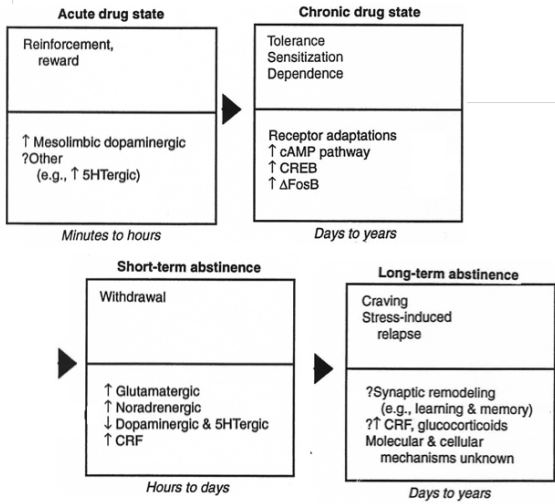 Acute drug state
Reinforcement,
reward
↑ Mesolimbic dopaminergic
?Other
(e.g., ↑ 5HTergic)
Minutes to hours
Chronic drug state
Tolerance
Sensitization
Dependence
Receptor adaptations
↑ cAMP pathway
↑ CREB
↑ ΔFosB
Days to years
Short-term abstinence
Withdrawal
↑ Glutamatergic
↑ Noradrenergic
↓ Dopaminergic & 5HTergic
↑ CRF
Hours to days
Long-term abstinence
Craving
Stress-induced
relapse
?Synaptic remodeling
(e.g., learning & memory)
?↑ CRF, glucocorticoids
Molecular & cellular
mechanisms unknown
Days to years